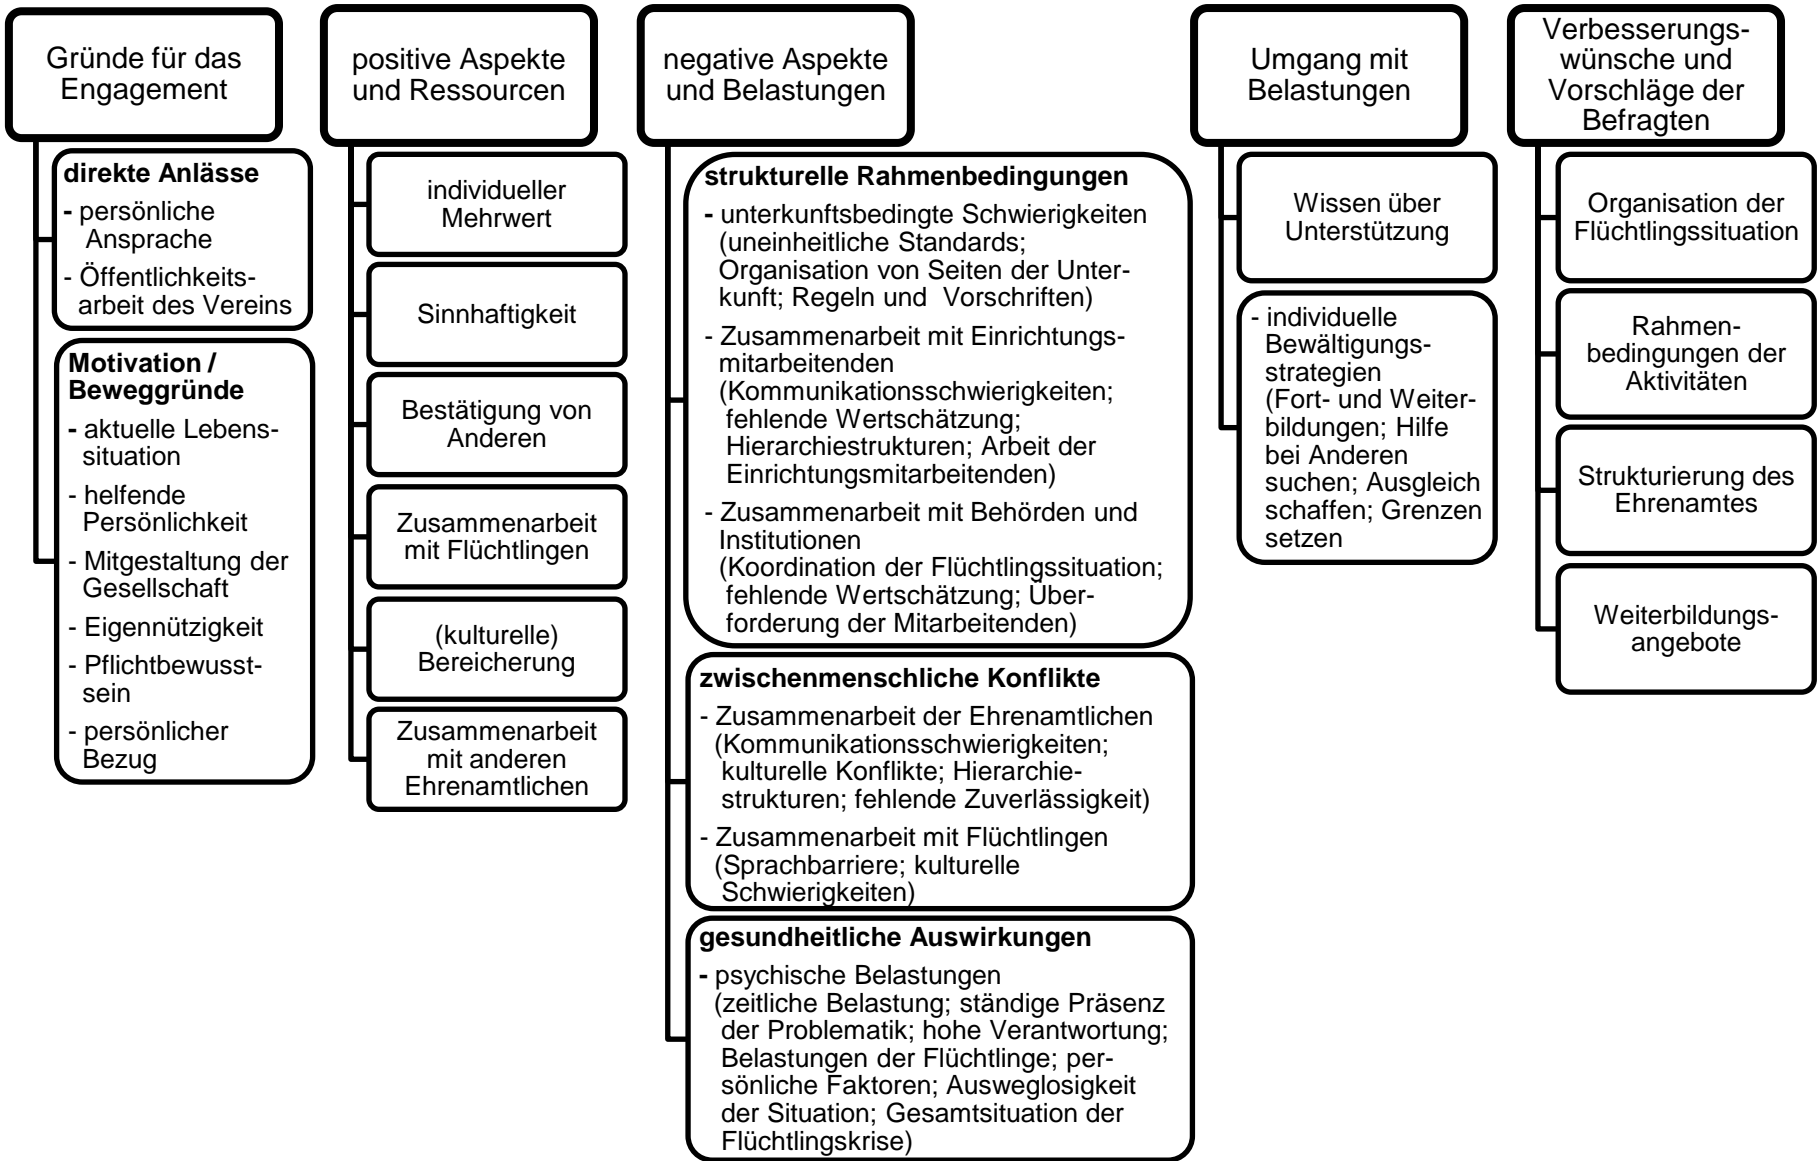 Gründe für das
Engagement
direkte Anlässe
- persönliche
Ansprache
- Öffentlichkeits-
arbeit des Vereins
Motivation /
Beweggründe
- aktuelle Lebens-
situation
- helfende
Persönlichkeit
- Mitgestaltung der
Gesellschaft
- Eigennützigkeit
- Pflichtbewusst-
sein
- persönlicher
Bezug
positive Aspekte
und Ressourcen
individueller
Mehrwert
Sinnhaftigkeit
Bestätigung von
Anderen
Zusammenarbeit
mit Flüchtlingen
(kulturelle)
Bereicherung
Zusammenarbeit
mit anderen
Ehrenamtlichen
negative Aspekte
und Belastungen
strukturelle Rahmenbedingungen
- unterkunftsbedingte Schwierigkeiten
(uneinheitliche Standards;
Organisation von Seiten der Unter-
kunft; Regeln und Vorschriften)
- Zusammenarbeit mit Einrichtungs-
mitarbeitenden
(Kommunikationsschwierigkeiten;
fehlende Wertschätzung;
Hierarchiestrukturen; Arbeit der
Einrichtungsmitarbeitenden)
- Zusammenarbeit mit Behörden und
Institutionen
(Koordination der Flüchtlingssituation;
fehlende Wertschätzung; Über-
forderung der Mitarbeitenden)
zwischenmenschliche Konflikte
- Zusammenarbeit der Ehrenamtlichen
(Kommunikationsschwierigkeiten;
kulturelle Konflikte; Hierarchie-
strukturen; fehlende Zuverlässigkeit)
- Zusammenarbeit mit Flüchtlingen
(Sprachbarriere; kulturelle
Schwierigkeiten)
gesundheitliche Auswirkungen
- psychische Belastungen
(zeitliche Belastung; ständige Präsenz
der Problematik; hohe Verantwortung;
Belastungen der Flüchtlinge; per-
sönliche Faktoren; Ausweglosigkeit
der Situation; Gesamtsituation der
Flüchtlingskrise)
Umgang mit
Belastungen
Wissen über
Unterstützung
- individuelle
Bewältigungs-
strategien
(Fort- und Weiter-
bildungen; Hilfe
bei Anderen
suchen; Ausgleich
schaffen; Grenzen
setzen
Verbesserungs-
wünsche und
Vorschläge der
Befragten
Organisation der
Flüchtlingssituation
Rahmen-
bedingungen der
Aktivitäten
Strukturierung des
Ehrenamtes
Weiterbildungs-
angebote